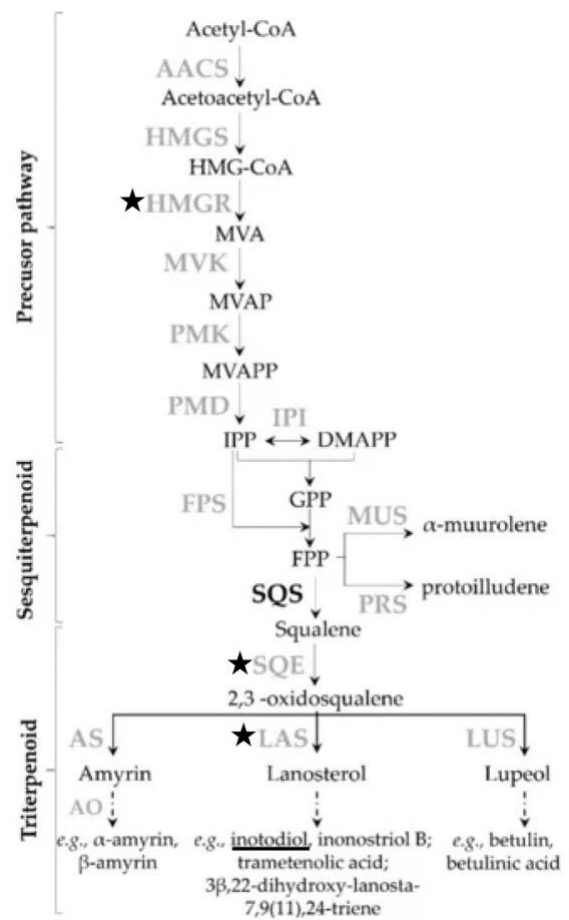 Acetyl-CoA
AACS
Acetoacetyl-CoA
HMGS
HMG-CoA
HMGR
MVA
MVK
MVAP
PMK
MVAPP
PMD
IPI
IPP
DMAPP
Precusor pathway
FPS
GPP
MUS
α-muurolene
FPP
protoilludene
PRS
SQS
Squalene
Sesquiterpenoid
SQE
2,3 -oxidosqualene
AS
LAS
LUS
Amyrin
Lanosterol
Lupeol
AO
e.g., α-amyrin,
β-amyrin
e.g., inotodiol, inonostriol B;
trametenolic acid;
3β,22-dihydroxy-lanosta-
7,9(11),24-triene
e.g., betulin,
betulinic acid
Triterpenoid